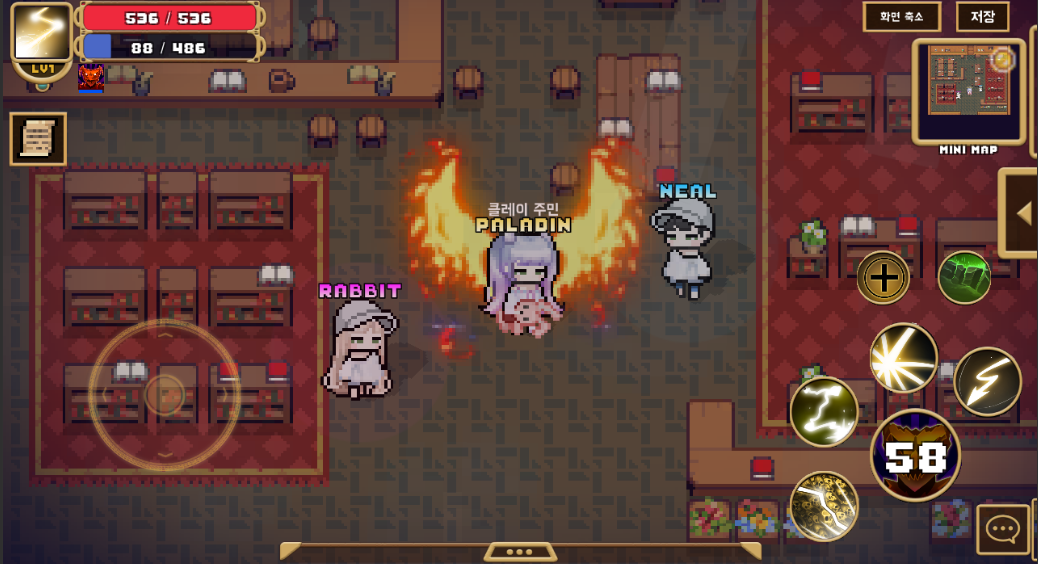 536 / 536
88 / 486
LV1
화면 축소
저장
MINI MAP
클레이 주민
PALADIN
NEAL
RABBIT
58